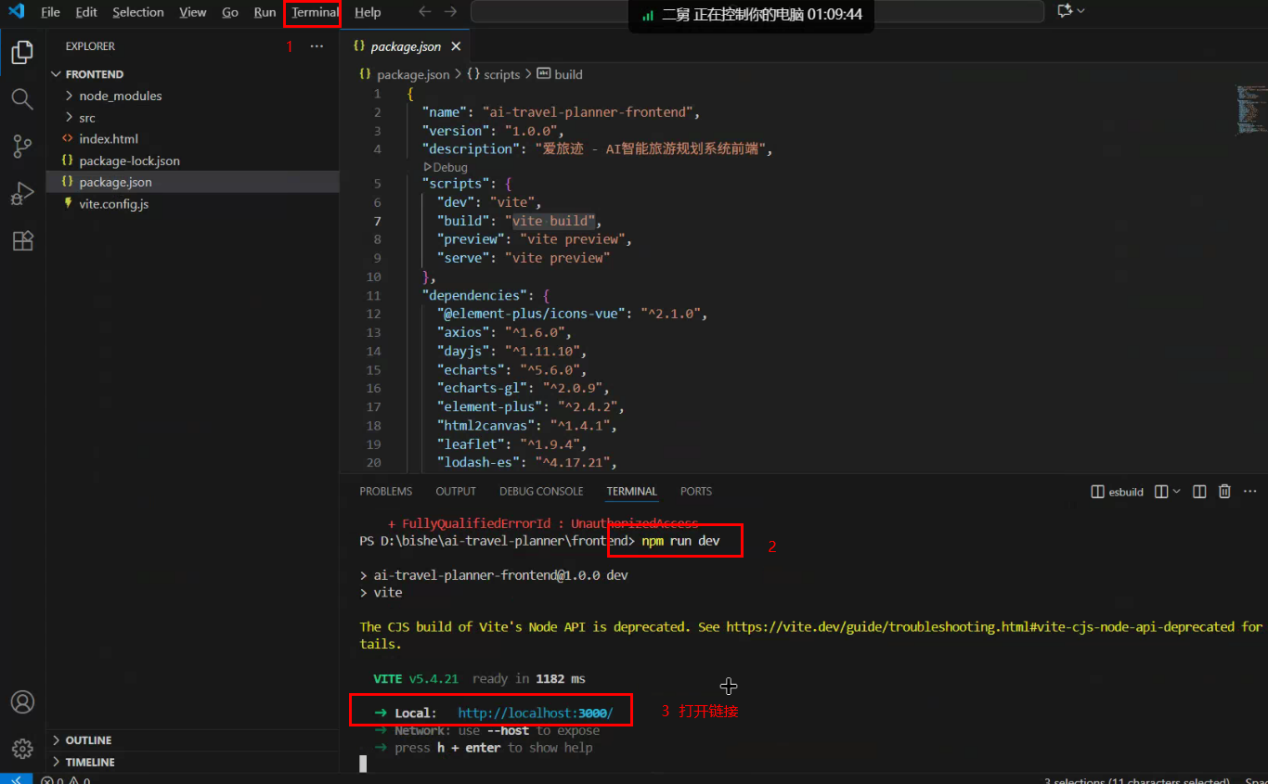 File Edit Selection View Go Run Terminal Help
二舅 正在控制你的电脑 01:09:44
EXPLORER
1
FRONTEND
node_modules
src
index.html
package-lock.json
package.json
vite.config.js
OUTLINE
TIMELINE
package.json
package.json > scripts > build
1 {
2 "name": "ai-travel-planner-frontend",
3 "version": "1.0.0",
4 "description": "爱旅迹 - AI智能旅游规划系统前端",
Debug
5 "scripts": {
6 "dev": "vite",
7 "build": "vite build",
8 "preview": "vite preview",
9 "serve": "vite preview"
10 },
11 "dependencies": {
12 "@element-plus/icons-vue": "^2.1.0",
13 "axios": "^1.6.0",
14 "dayjs": "^1.11.10",
15 "echarts": "^5.6.0",
16 "echarts-gl": "^2.0.9",
17 "element-plus": "^2.4.2",
18 "html2canvas": "^1.4.1",
19 "leaflet": "^1.9.4",
20 "lodash-es": "^4.17.21",
PROBLEMS OUTPUT DEBUG CONSOLE TERMINAL PORTS
esbuild
+ FullyQualifiedErrorId : UnauthorizedAccess
PS D:\bishe\ai-travel-planner\frontend> npm run dev
2
> ai-travel-planner-frontend@1.0.0 dev
> vite
The CJS build of Vite's Node API is deprecated. See https://vite.dev/guide/troubleshooting.html#vite-cjs-node-api-deprecated for
tails.
VITE v5.4.21 ready in 1182 ms
➜ Local: http://localhost:3000/
3 打开链接
➜ Network: use --host to expose
➜ press h + enter to show help
0 0
3 selections (11 characters selected)